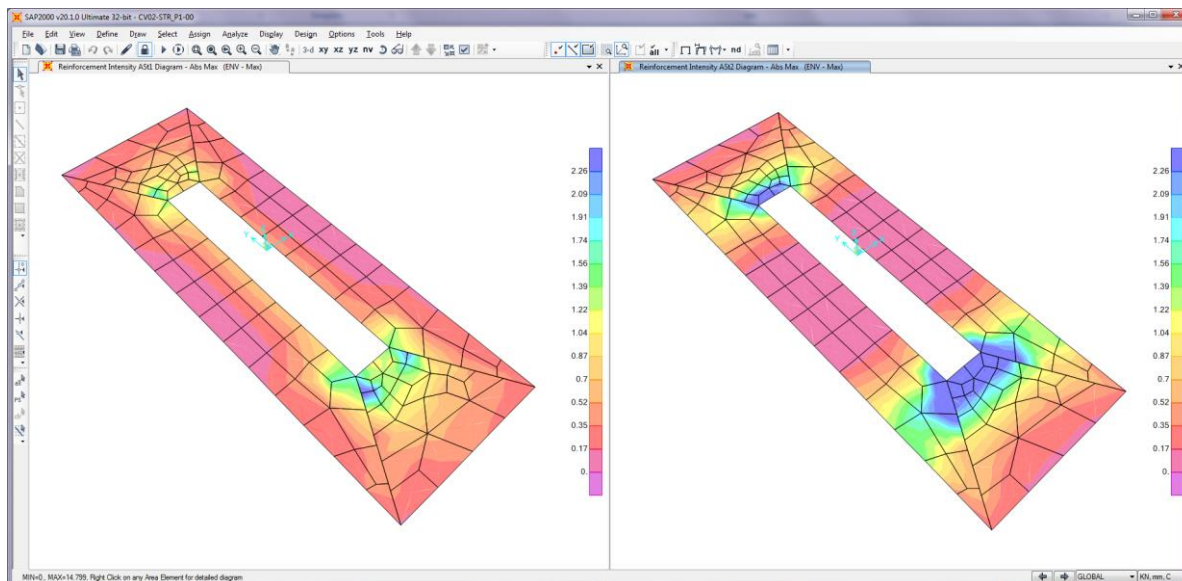 SAP2000 v20.1.0 Ultimate 32-bit - CV02-STR_P1-00
File Edit View Define Draw Select Assign Analyze Display Design Options Tools Help
3-d xy xz yz nv
all
nd
Reinforcement Intensity ASt1 Diagram - Abs Max (ENV - Max)
Reinforcement Intensity ASt2 Diagram - Abs Max (ENV - Max)
2.26
2.09
1.91
1.74
1.56
1.39
1.22
1.04
0.87
0.7
0.52
0.35
0.17
0.
2.26
2.09
1.91
1.74
1.56
1.39
1.22
1.04
0.87
0.7
0.52
0.35
0.17
0.
MIN=0., MAX=14.799, Right Click on any Area Element for detailed diagram
GLOBAL
KN, mm, C